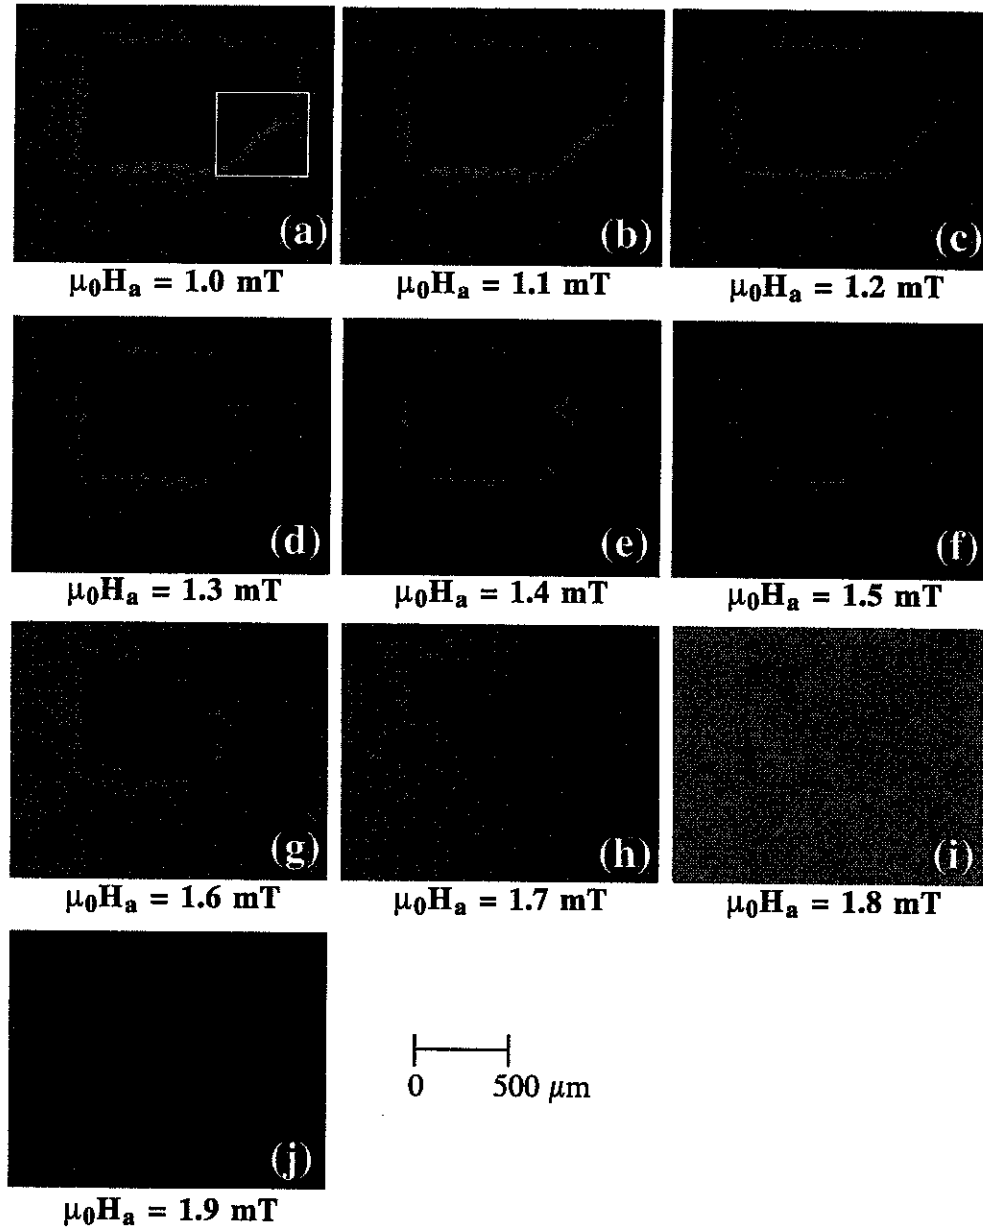 (a) (b) (c)
μ₀Hₐ = 1.0 mT μ₀Hₐ = 1.1 mT μ₀Hₐ = 1.2 mT
(d) (e) (f)
μ₀Hₐ = 1.3 mT μ₀Hₐ = 1.4 mT μ₀Hₐ = 1.5 mT
(g) (h) (i)
μ₀Hₐ = 1.6 mT μ₀Hₐ = 1.7 mT μ₀Hₐ = 1.8 mT
0 500 μm
(j)
μ₀Hₐ = 1.9 mT